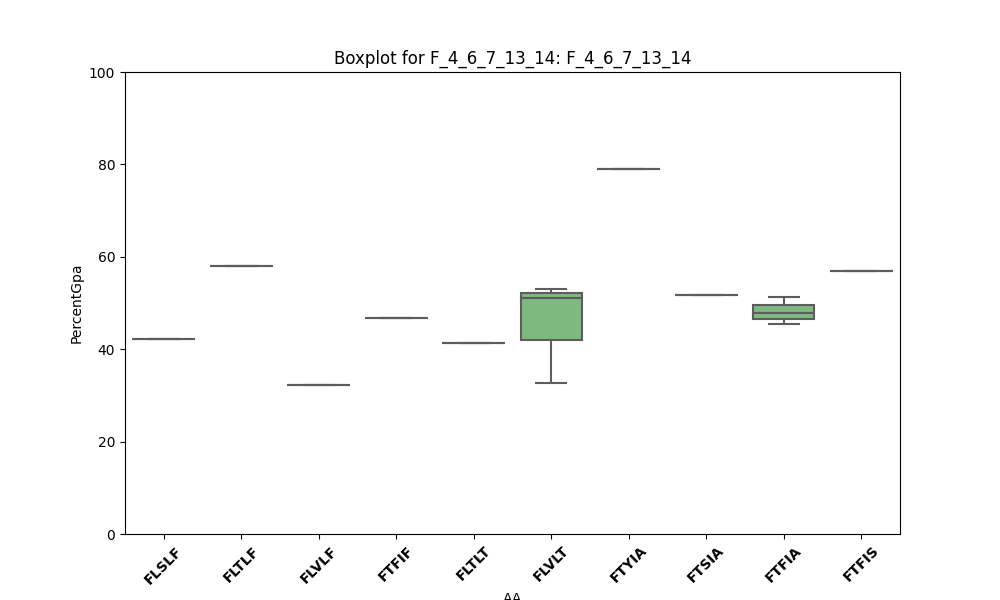 Boxplot for F_4_6_7_13_14: F_4_6_7_13_14
100
80
60
40
20
0
PercentGpa
FLSLF FLTLF FLVLF FTFIF FLTLT FLVLT FTYIA FTSIA FTFIA FTFIS
AA